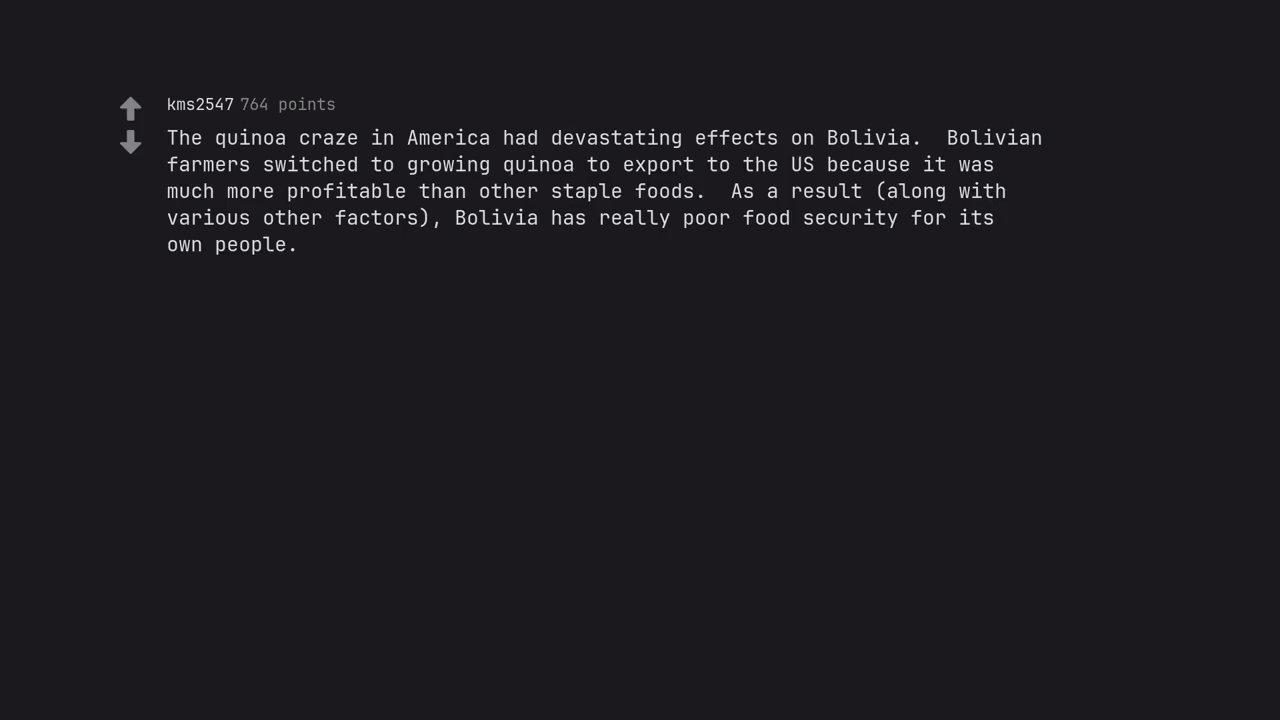 kms2547 764 points
The quinoa craze in America had devastating effects on Bolivia.  Bolivian
farmers switched to growing quinoa to export to the US because it was
much more profitable than other staple foods.  As a result (along with
various other factors), Bolivia has really poor food security for its
own people.